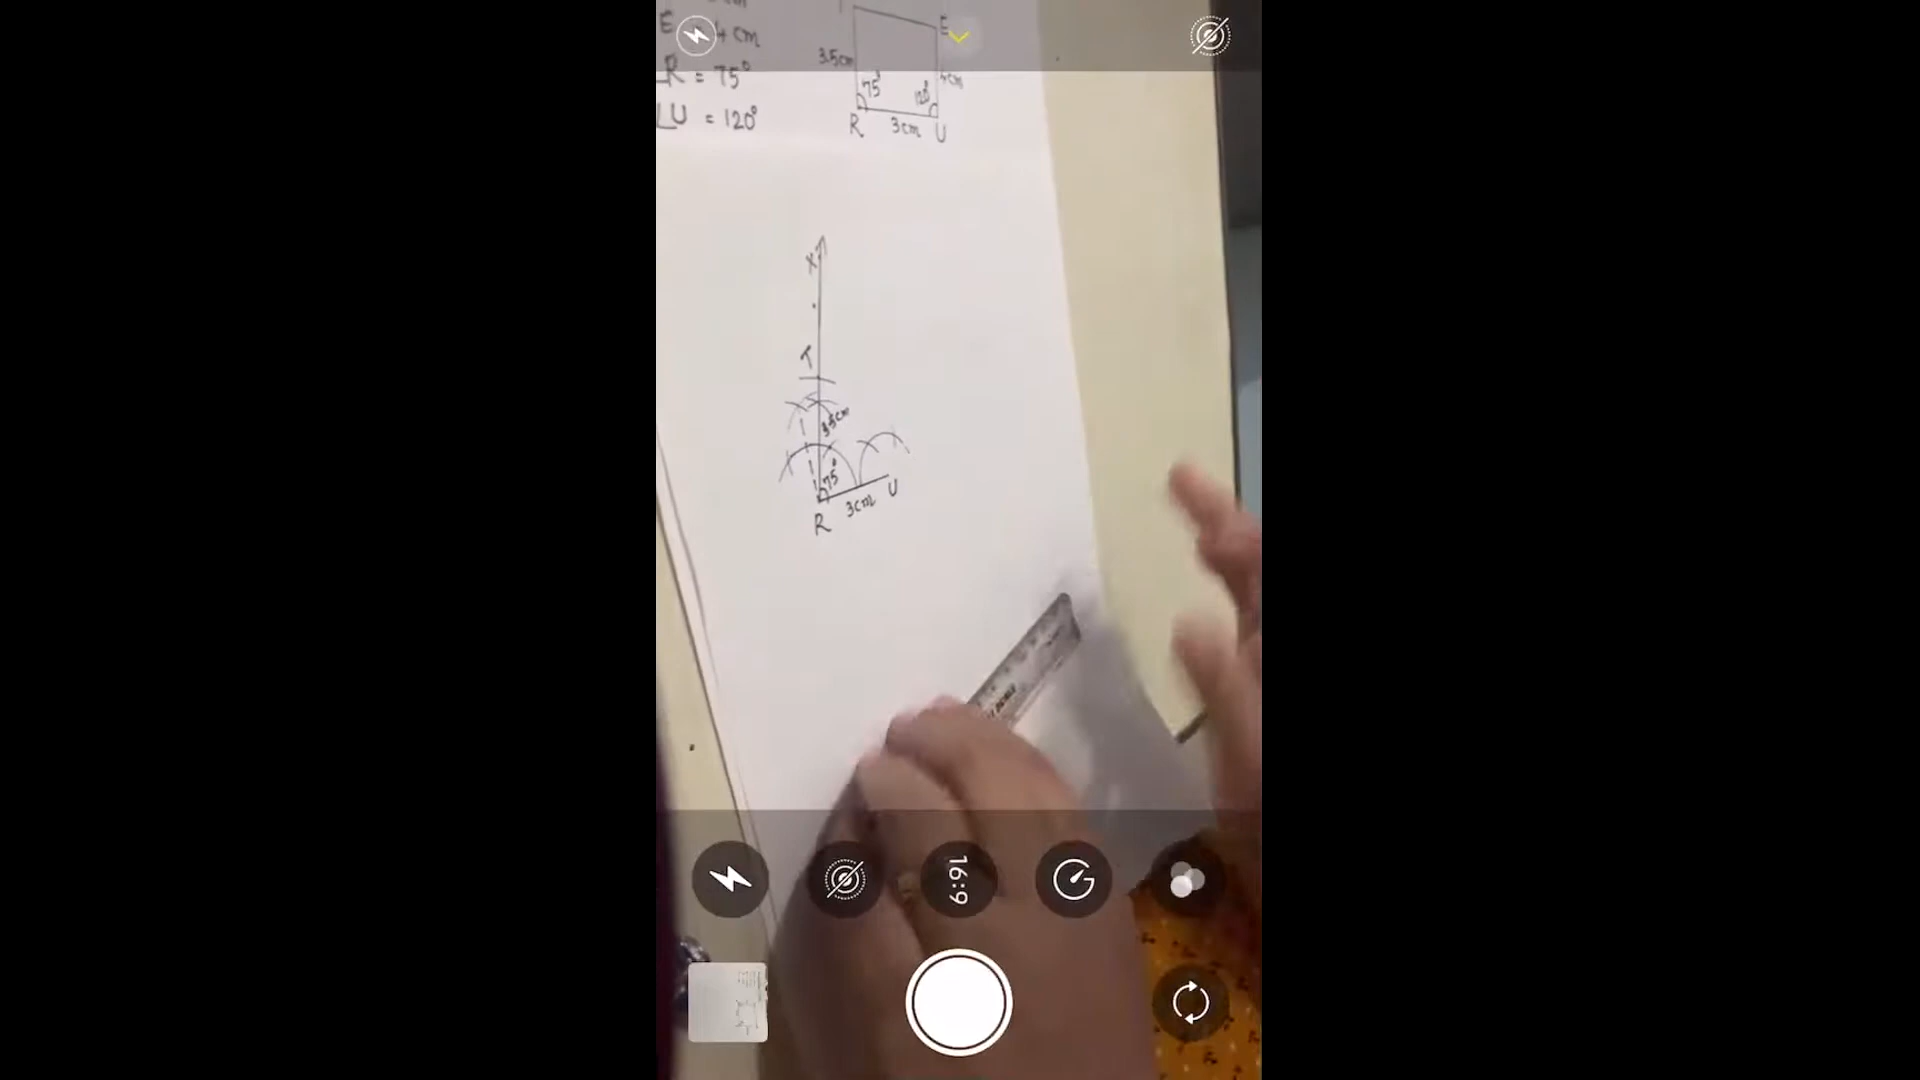 E 4 cm
∠R = 75°
∠U = 120°
E
3.5cm
4cm
75°
120°
R 3cm U
X
T
3.5cm
75°
3cm U
R
16:9